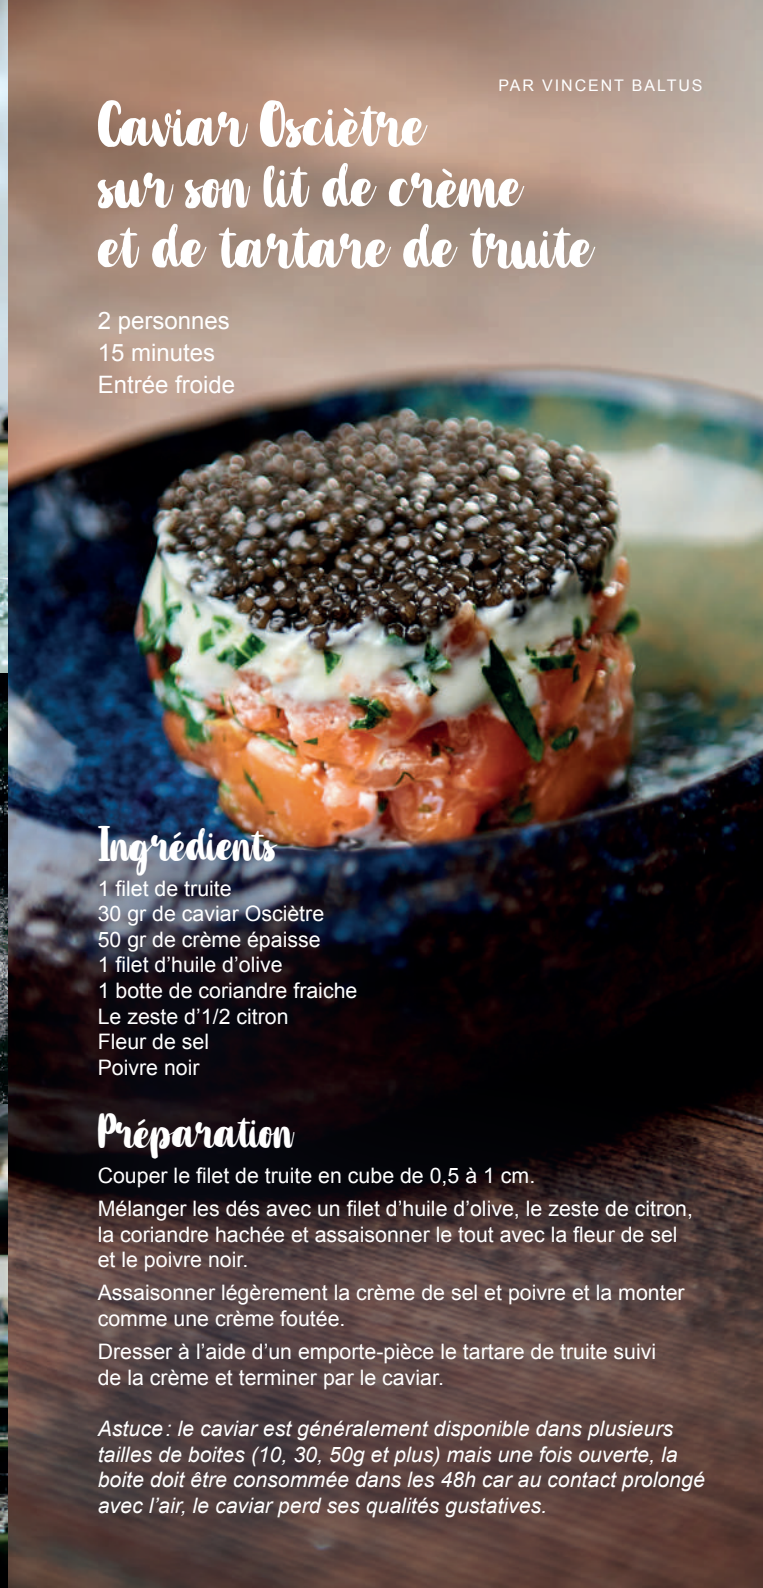 PAR VINCENT BALTUS
Caviar Osciètre
sur son lit de crème
et de tartare de truite
2 personnes
15 minutes
Entrée froide
Ingrédients
1 filet de truite
30 gr de caviar Osciètre
50 gr de crème épaisse
1 filet d’huile d’olive
1 botte de coriandre fraiche
Le zeste d’1/2 citron
Fleur de sel
Poivre noir
Préparation
Couper le filet de truite en cube de 0,5 à 1 cm.
Mélanger les dés avec un filet d’huile d’olive, le zeste de citron,
la coriandre hachée et assaisonner le tout avec la fleur de sel
et le poivre noir.
Assaisonner légèrement la crème de sel et poivre et la monter
comme une crème foutée.
Dresser à l’aide d’un emporte-pièce le tartare de truite suivi
de la crème et terminer par le caviar.
Astuce : le caviar est généralement disponible dans plusieurs
tailles de boites (10, 30, 50g et plus) mais une fois ouverte, la
boite doit être consommée dans les 48h car au contact prolongé
avec l’air, le caviar perd ses qualités gustatives.